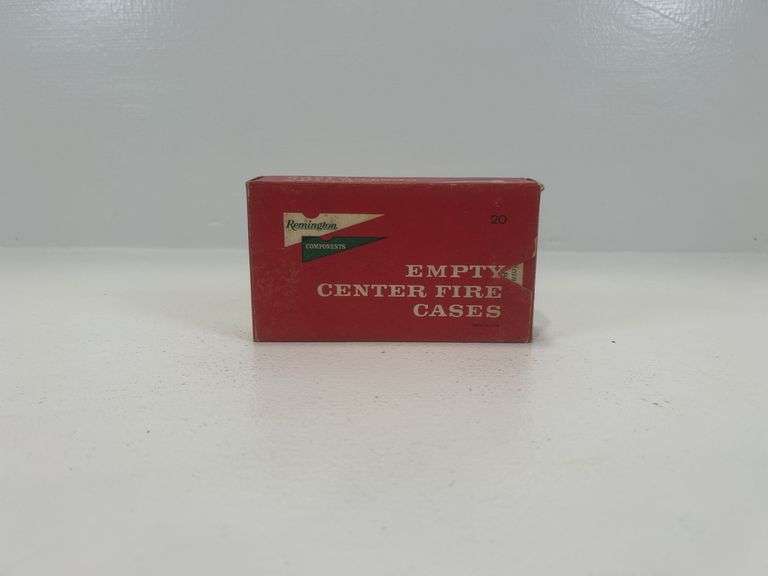 Remington
20
COMPONENTS
EMPTY
CENTER FIRE
CASES